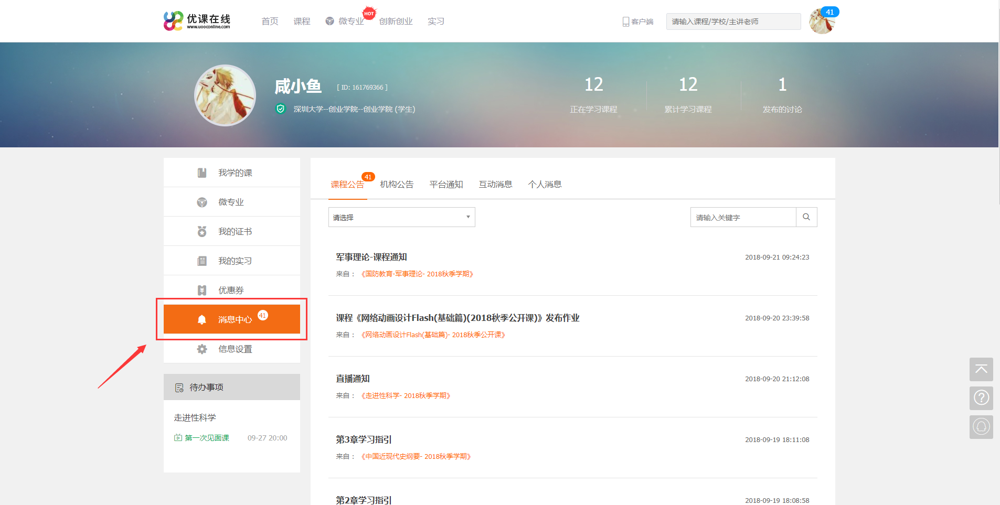 优课在线
www.uooconline.com
首页 课程 微专业 HOT 创新创业 实习
客户端 请输入课程/学校/主讲老师 41
咸小鱼 [ ID: 161769366 ]
深圳大学--创业学院--创业学院 (学生)
12 12 1
正在学习课程 累计学习课程 发布的讨论
我学的课
微专业
我的证书
我的实习
优惠券
消息中心 41
信息设置
待办事项
走进性科学
第一次见面课 09-27 20:00
课程公告 41 机构公告 平台通知 互动消息 个人消息
请选择 请输入关键字
军事理论-课程通知 2018-09-21 09:24:23
来自： 《国防教育-军事理论- 2018秋季学期》
课程《网络动画设计Flash(基础篇)(2018秋季公开课)》发布作业 2018-09-20 23:39:58
来自： 《网络动画设计Flash(基础篇)- 2018秋季公开课》
直播通知 2018-09-20 21:12:08
来自： 《走进性科学- 2018秋季学期》
第3章学习指引 2018-09-19 18:11:08
来自： 《中国近现代史纲要- 2018秋季学期》
第2章学习指引 2018-09-19 18:08:58